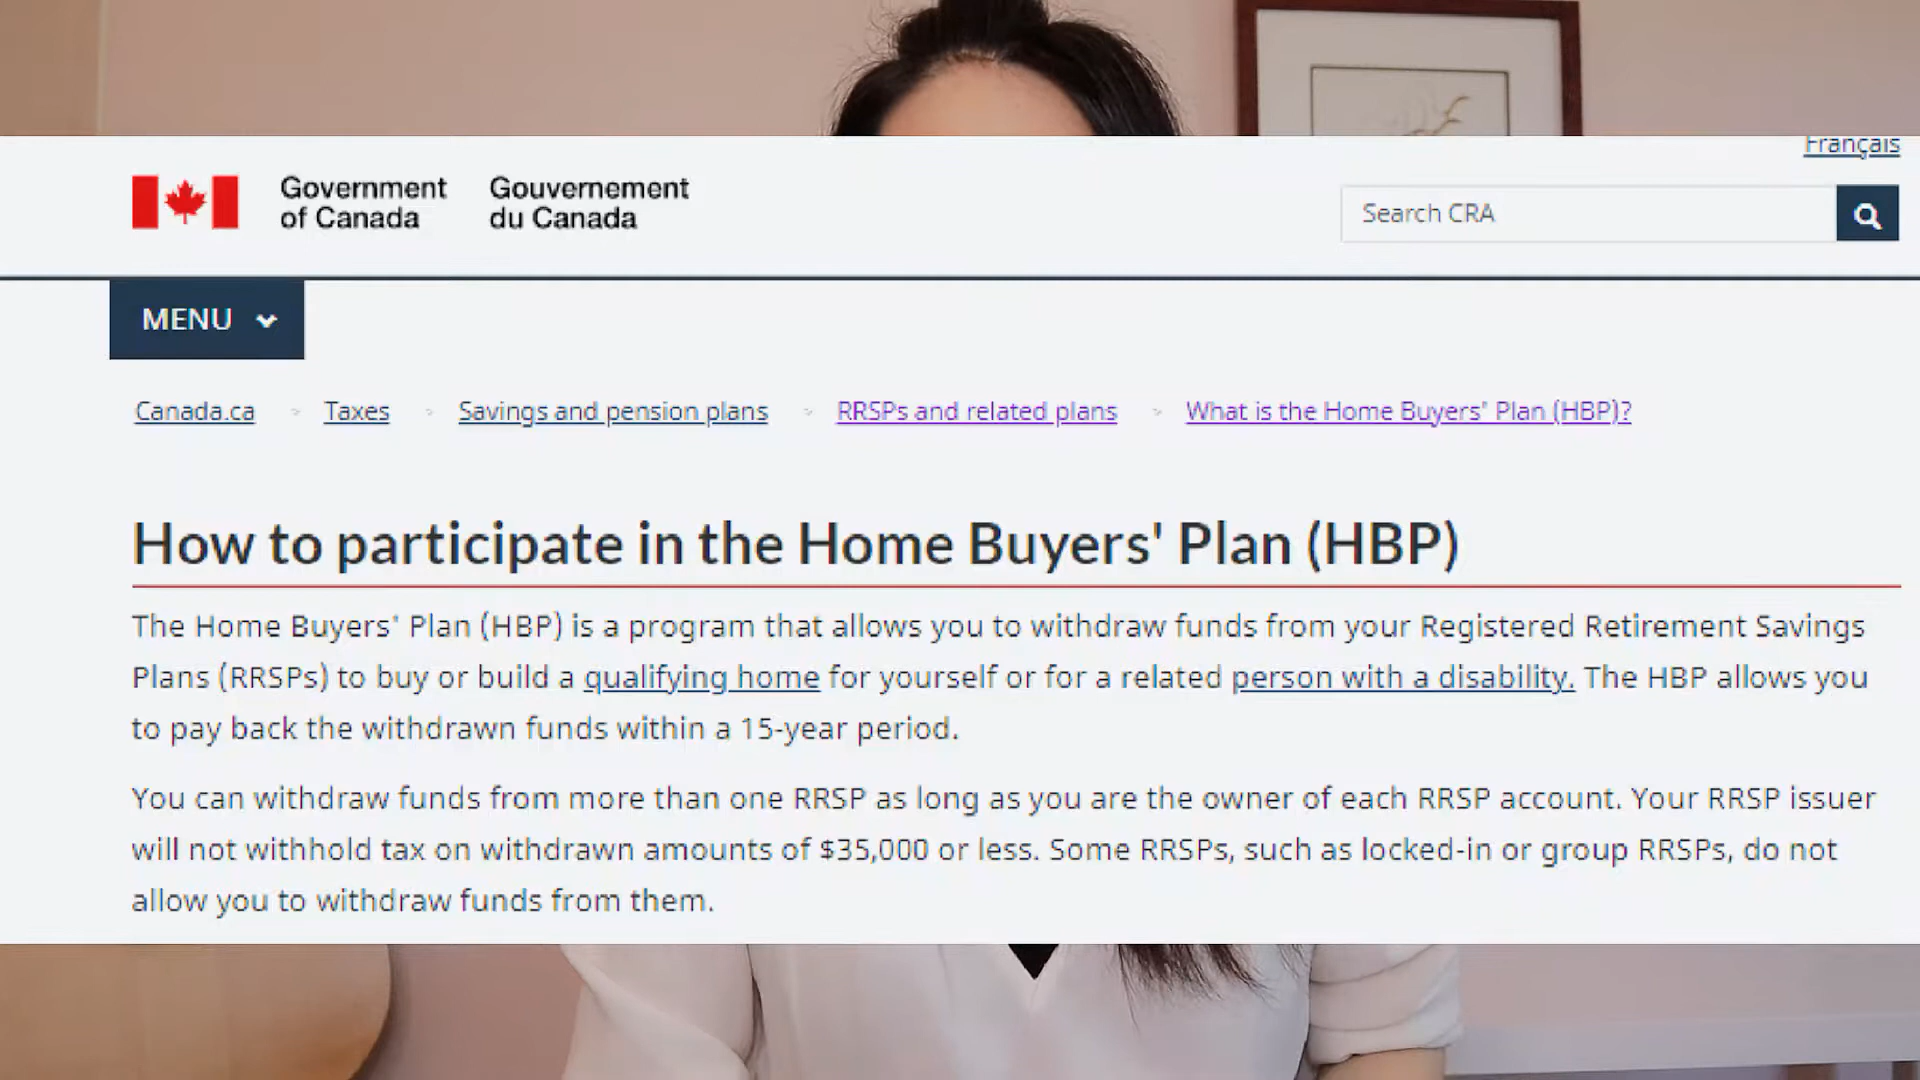 Français
Government
of Canada
Gouvernement
du Canada
Search CRA
MENU
Canada.ca > Taxes > Savings and pension plans > RRSPs and related plans > What is the Home Buyers' Plan (HBP)?
How to participate in the Home Buyers' Plan (HBP)
The Home Buyers' Plan (HBP) is a program that allows you to withdraw funds from your Registered Retirement Savings
Plans (RRSPs) to buy or build a qualifying home for yourself or for a related person with a disability. The HBP allows you
to pay back the withdrawn funds within a 15-year period.
You can withdraw funds from more than one RRSP as long as you are the owner of each RRSP account. Your RRSP issuer
will not withhold tax on withdrawn amounts of $35,000 or less. Some RRSPs, such as locked-in or group RRSPs, do not
allow you to withdraw funds from them.